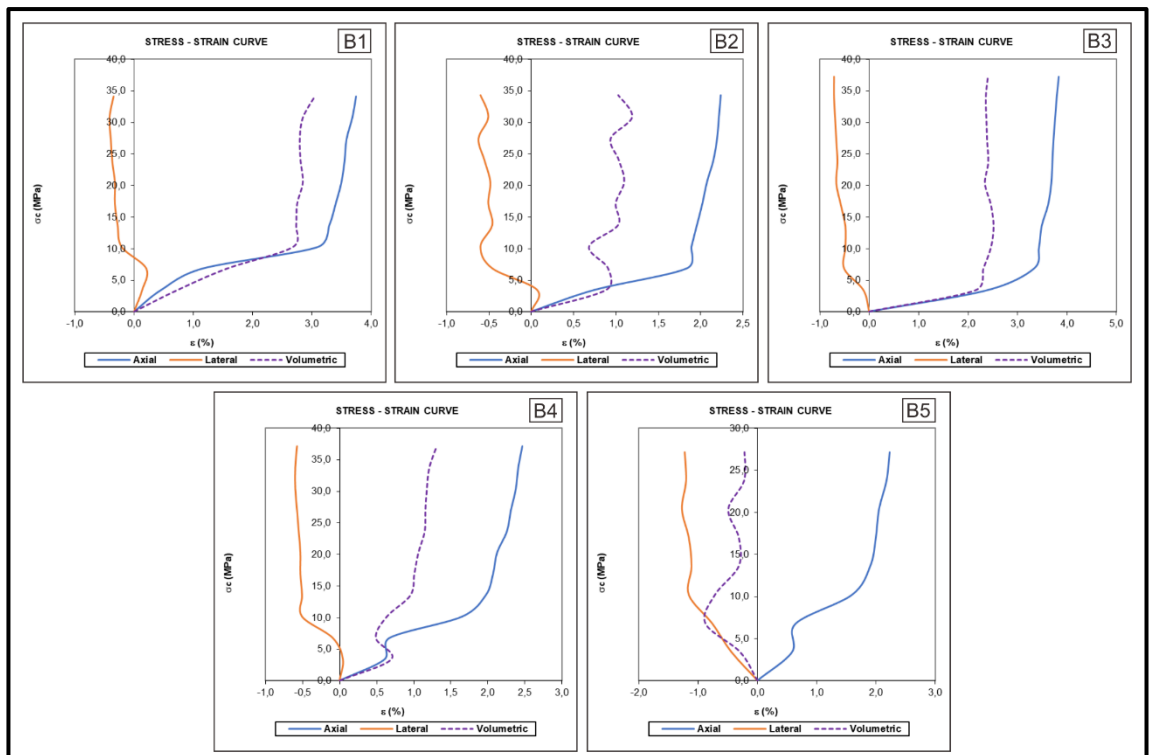 STRESS - STRAIN CURVE
B1
40,0
35,0
30,0
25,0
20,0
15,0
10,0
5,0
0,0
σc (MPa)
-1,0 0,0 1,0 2,0 3,0 4,0
ε (%)
Axial Lateral Volumetric
STRESS - STRAIN CURVE
B2
40,0
35,0
30,0
25,0
20,0
15,0
10,0
5,0
0,0
σc (MPa)
-1,0 -0,5 0,0 0,5 1,0 1,5 2,0 2,5
ε (%)
Axial Lateral Volumetric
STRESS - STRAIN CURVE
B3
40,0
35,0
30,0
25,0
20,0
15,0
10,0
5,0
0,0
σc (MPa)
-1,0 0,0 1,0 2,0 3,0 4,0 5,0
ε (%)
Axial Lateral Volumetric
STRESS - STRAIN CURVE
B4
40,0
35,0
30,0
25,0
20,0
15,0
10,0
5,0
0,0
σc (MPa)
-1,0 -0,5 0,0 0,5 1,0 1,5 2,0 2,5 3,0
ε (%)
Axial Lateral Volumetric
STRESS - STRAIN CURVE
B5
30,0
25,0
20,0
15,0
10,0
5,0
0,0
σc (MPa)
-2,0 -1,0 0,0 1,0 2,0 3,0
ε (%)
Axial Lateral Volumetric